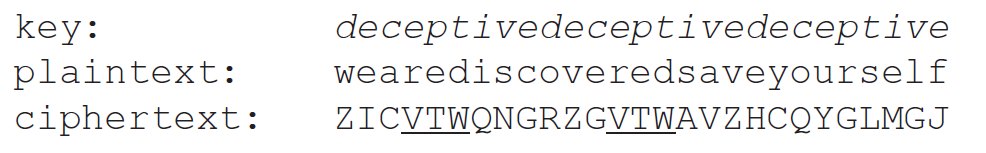 key: deceptivedeceptivedeceptive
plaintext: wearediscoveredsaveyourself
ciphertext: ZICVTWQNGRZGVTWAVZHCQYGLMGJ